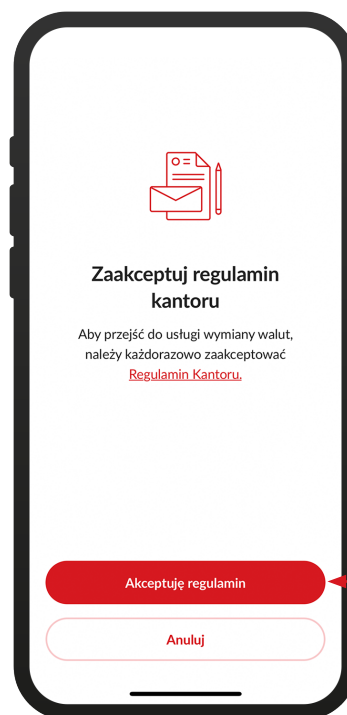 Zaakceptuj regulamin
kantoru
Aby przejść do usługi wymiany walut,
należy każdorazowo zaakceptować
Regulamin Kantoru.
Akceptuję regulamin
Anuluj